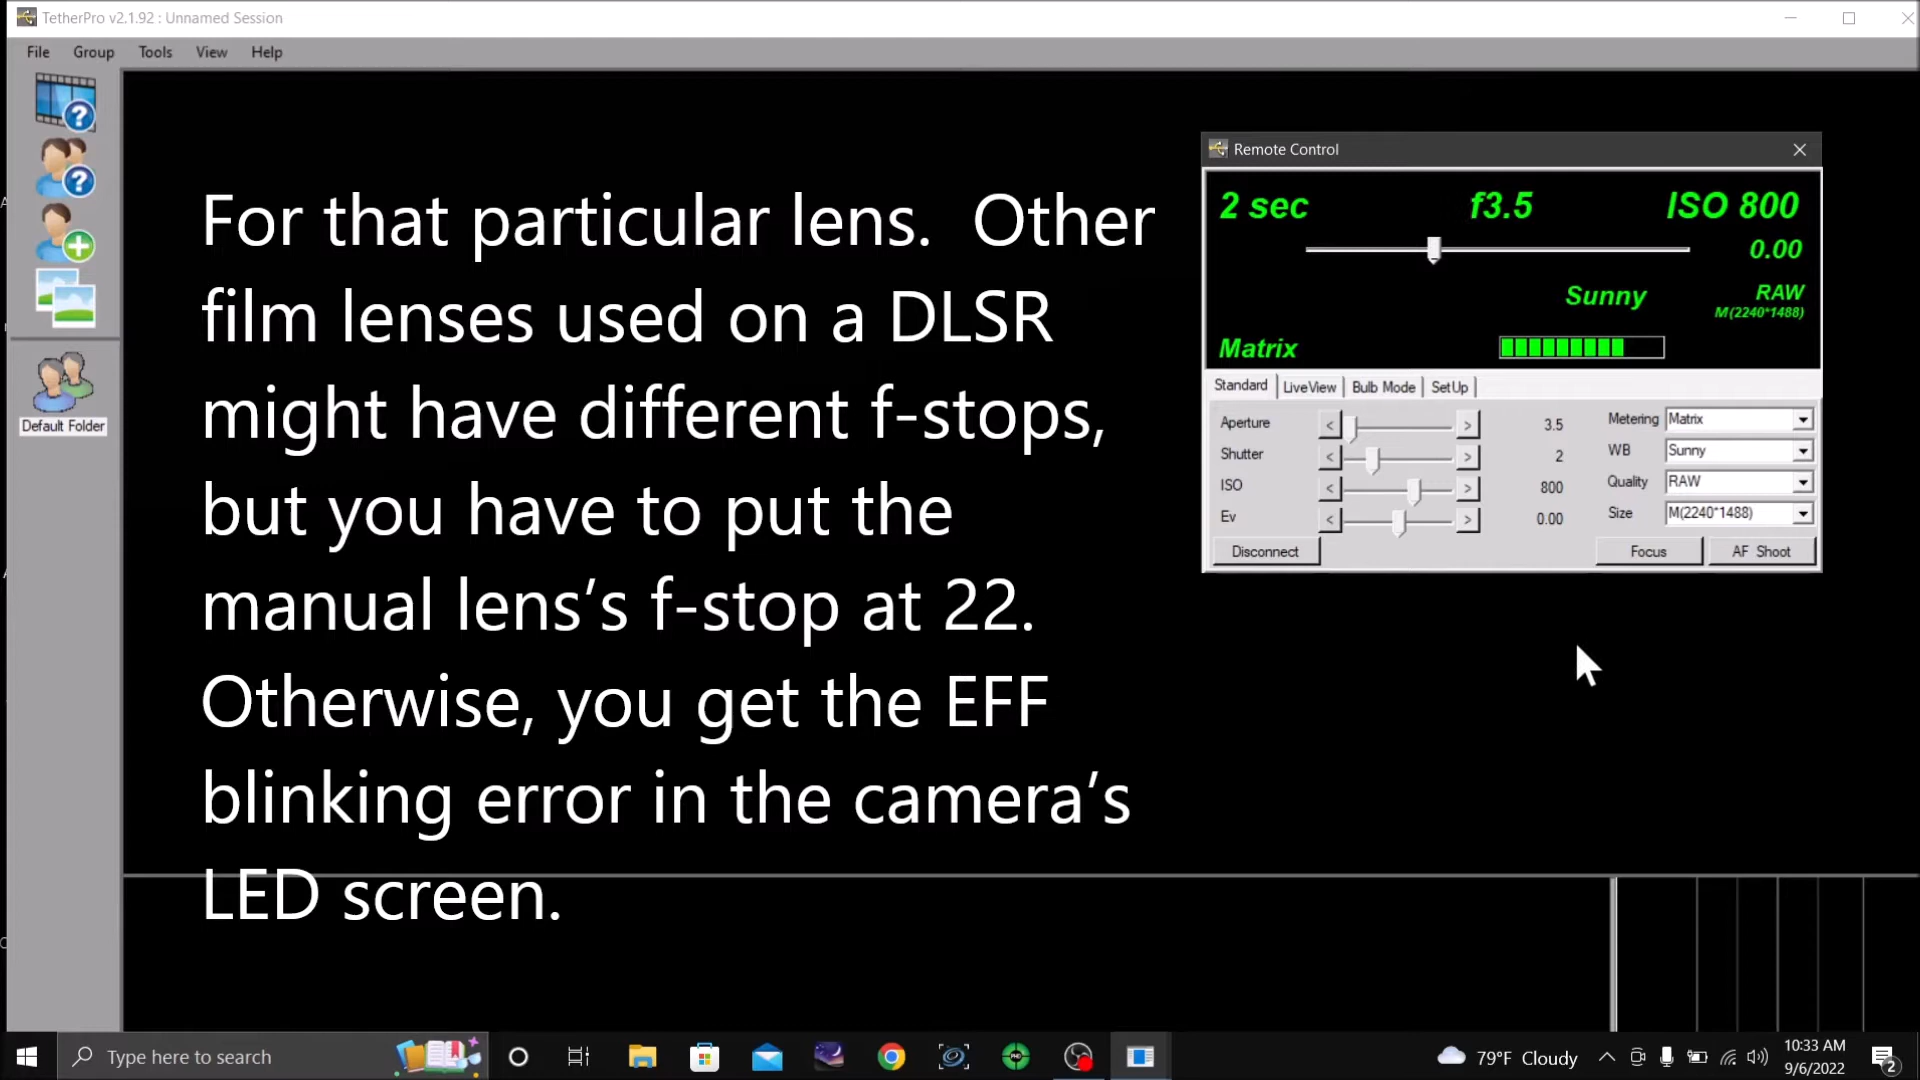 TetherPro v2.1.92 : Unnamed Session
File Group Tools View Help
Default Folder
For that particular lens. Other
film lenses used on a DLSR
might have different f-stops,
but you have to put the
manual lens’s f-stop at 22.
Otherwise, you get the EFF
blinking error in the camera’s
LED screen.
Remote Control
2 sec f3.5 ISO 800
0.00
Sunny RAW
M(2240*1488)
Matrix
Standard LiveView Bulb Mode SetUp
Aperture < > 3.5 Metering Matrix
Shutter < > 2 WB Sunny
ISO < > 800 Quality RAW
Ev < > 0.00 Size M(2240*1488)
Disconnect Focus AF Shoot
Type here to search
79°F Cloudy
10:33 AM
9/6/2022
2